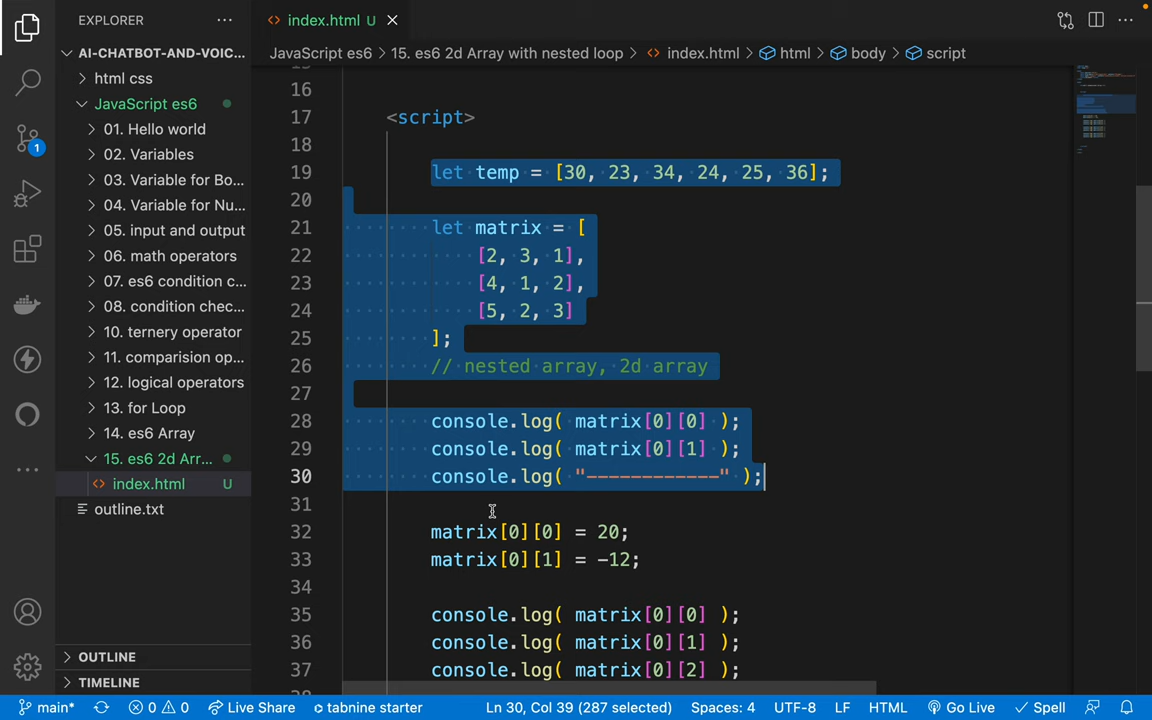 EXPLORER
AI-CHATBOT-AND-VOIC...
html css
JavaScript es6
01. Hello world
02. Variables
03. Variable for Bo...
04. Variable for Nu...
05. input and output
06. math operators
07. es6 condition c...
08. condition chec...
10. ternery operator
11. comparision op...
12. logical operators
13. for Loop
14. es6 Array
15. es6 2d Arr...
index.html U
outline.txt
OUTLINE
TIMELINE
1
index.html U
JavaScript es6 > 15. es6 2d Array with nested loop > index.html > html > body > script
16
17 <script>
18
19 let temp = [30, 23, 34, 24, 25, 36];
20
21 let matrix = [
22 [2, 3, 1],
23 [4, 1, 2],
24 [5, 2, 3]
25 ];
26 // nested array, 2d array
27
28 console.log( matrix[0][0] );
29 console.log( matrix[0][1] );
30 console.log( "------------" );
31
32 matrix[0][0] = 20;
33 matrix[0][1] = -12;
34
35 console.log( matrix[0][0] );
36 console.log( matrix[0][1] );
37 console.log( matrix[0][2] );
main* 0 0 Live Share tabnine starter Ln 30, Col 39 (287 selected) Spaces: 4 UTF-8 LF HTML Go Live Spell